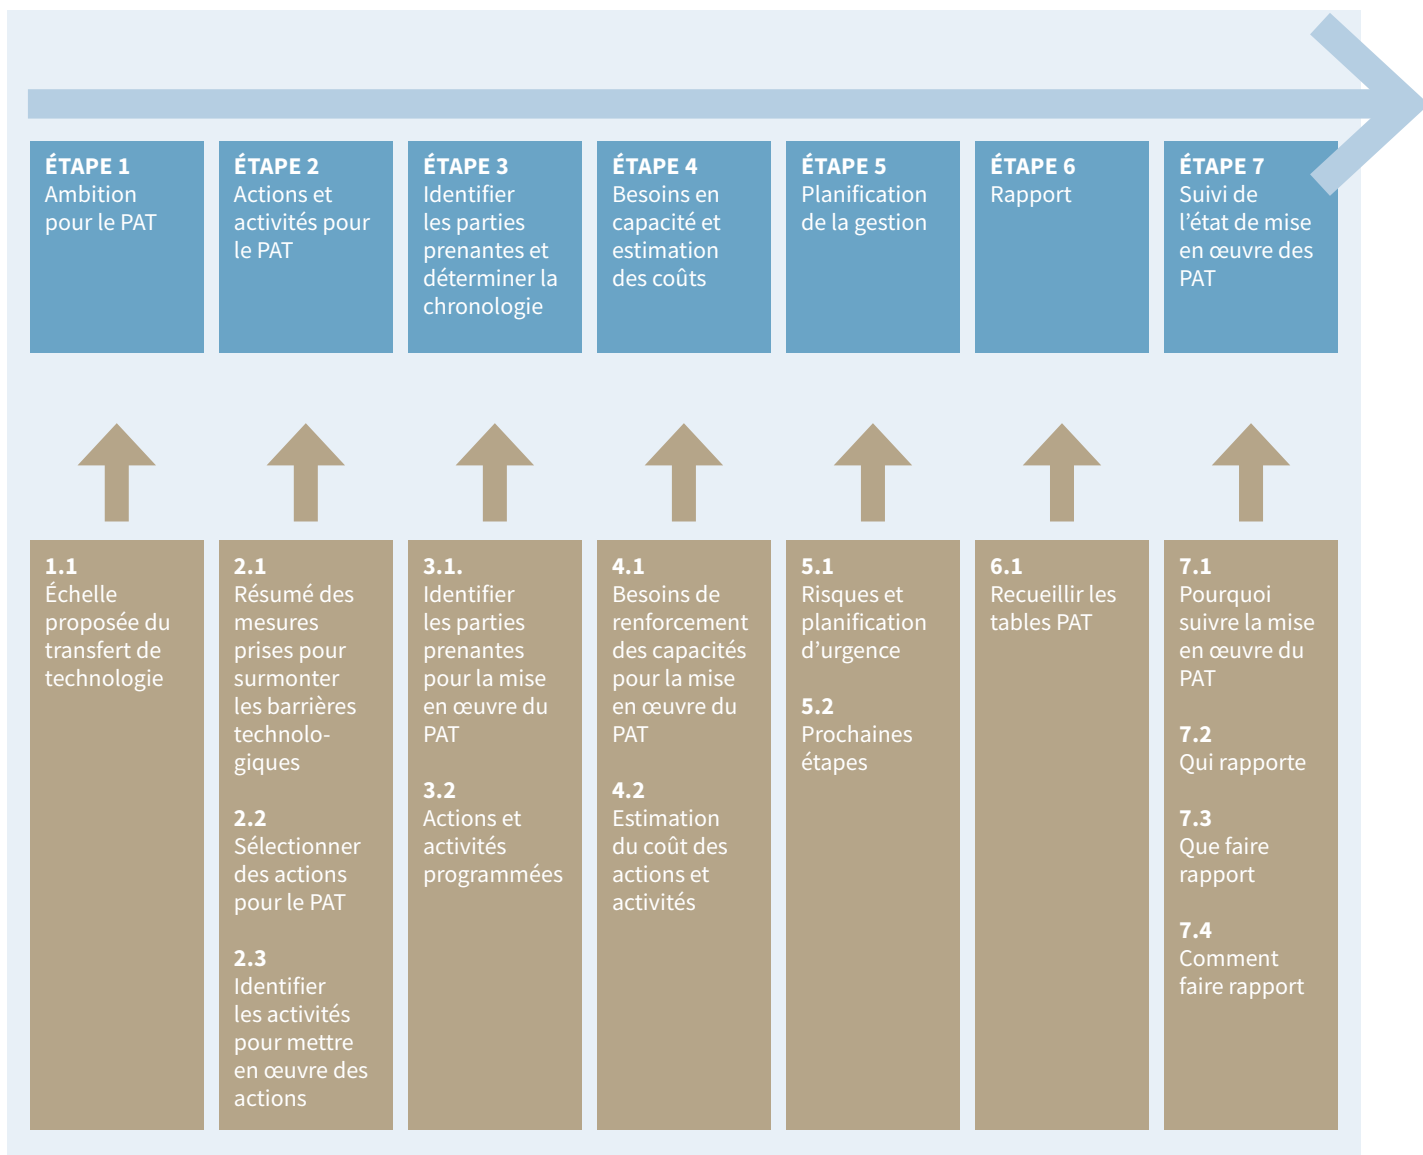 ÉTAPE 1
Ambition
pour le PAT
ÉTAPE 2
Actions et
activités pour
le PAT
ÉTAPE 3
Identifier
les parties
prenantes et
déterminer la
chronologie
ÉTAPE 4
Besoins en
capacité et
estimation
des coûts
ÉTAPE 5
Planification
de la gestion
ÉTAPE 6
Rapport
ÉTAPE 7
Suivi de
l’état de mise
en œuvre des
PAT
1.1
Échelle
proposée du
transfert de
technologie
2.1
Résumé des
mesures
prises pour
surmonter
les barrières
technolo-
giques
2.2
Sélectionner
des actions
pour le PAT
2.3
Identifier
les activités
pour mettre
en œuvre des
actions
3.1.
Identifier
les parties
prenantes
pour la mise
en œuvre du
PAT
3.2
Actions et
activités
programmées
4.1
Besoins de
renforcement
des capacités
pour la mise
en œuvre du
PAT
4.2
Estimation
du coût des
actions et
activités
5.1
Risques et
planification
d’urgence
5.2
Prochaines
étapes
6.1
Recueillir les
tables PAT
7.1
Pourquoi
suivre la mise
en œuvre du
PAT
7.2
Qui rapporte
7.3
Que faire
rapport
7.4
Comment
faire rapport